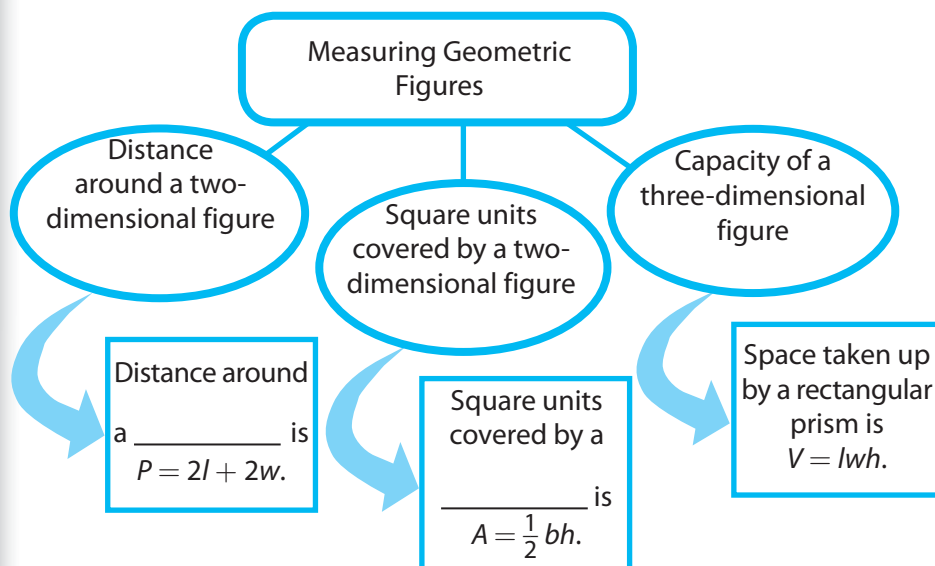 Measuring Geometric
Figures
Distance
around a two-
dimensional figure
Square units
covered by a two-
dimensional figure
Capacity of a
three-dimensional
figure
Distance around
a __________ is
P = 2l + 2w.
Square units
covered by a
__________ is
A = 1/2 bh.
Space taken up
by a rectangular
prism is
V = lwh.